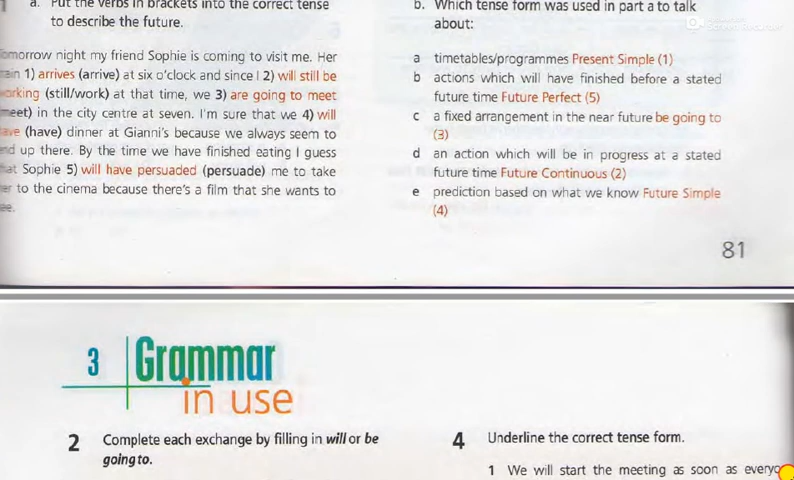 a. Put the verbs in brackets into the correct tense
to describe the future.
morrow night my friend Sophie is coming to visit me. Her
1) arrives (arrive) at six o'clock and since I 2) will still be
(still/work) at that time, we 3) are going to meet
in the city centre at seven. I'm sure that we 4) will
(have) dinner at Gianni's because we always seem to
up there. By the time we have finished eating I guess
Sophie 5) will have persuaded (persuade) me to take
to the cinema because there's a film that she wants to
b. Which tense form was used in part a to talk
about:
a timetables/programmes Present Simple (1)
b actions which will have finished before a stated
future time Future Perfect (5)
c a fixed arrangement in the near future be going to
(3)
d an action which will be in progress at a stated
future time Future Continuous (2)
e prediction based on what we know Future Simple
(4)
81
3 Grammar
in use
2 Complete each exchange by filling in will or be
going to.
4 Underline the correct tense form.
1 We will start the meeting as soon as everyo